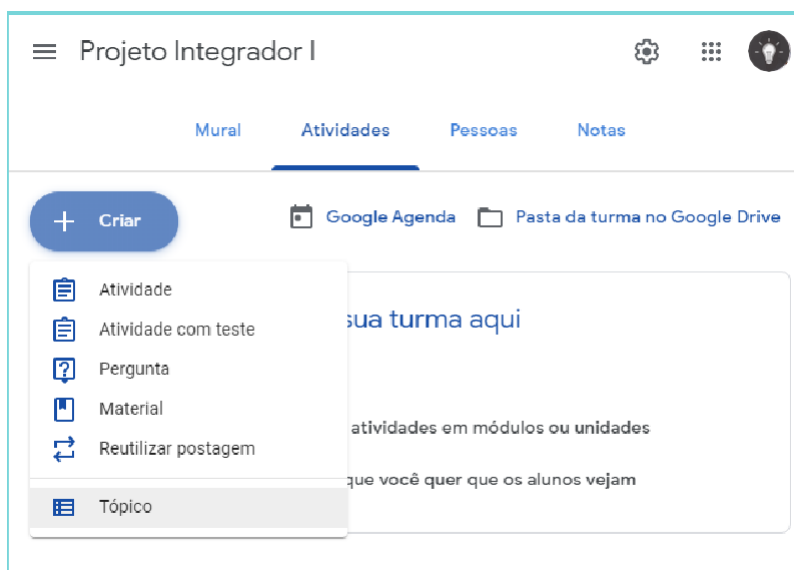 Projeto Integrador I
Mural Atividades Pessoas Notas
Criar
Google Agenda Pasta da turma no Google Drive
Atividade
Atividade com teste
Pergunta
Material
Reutilizar postagem
Tópico
sua turma aqui
atividades em módulos ou unidades
que você quer que os alunos vejam